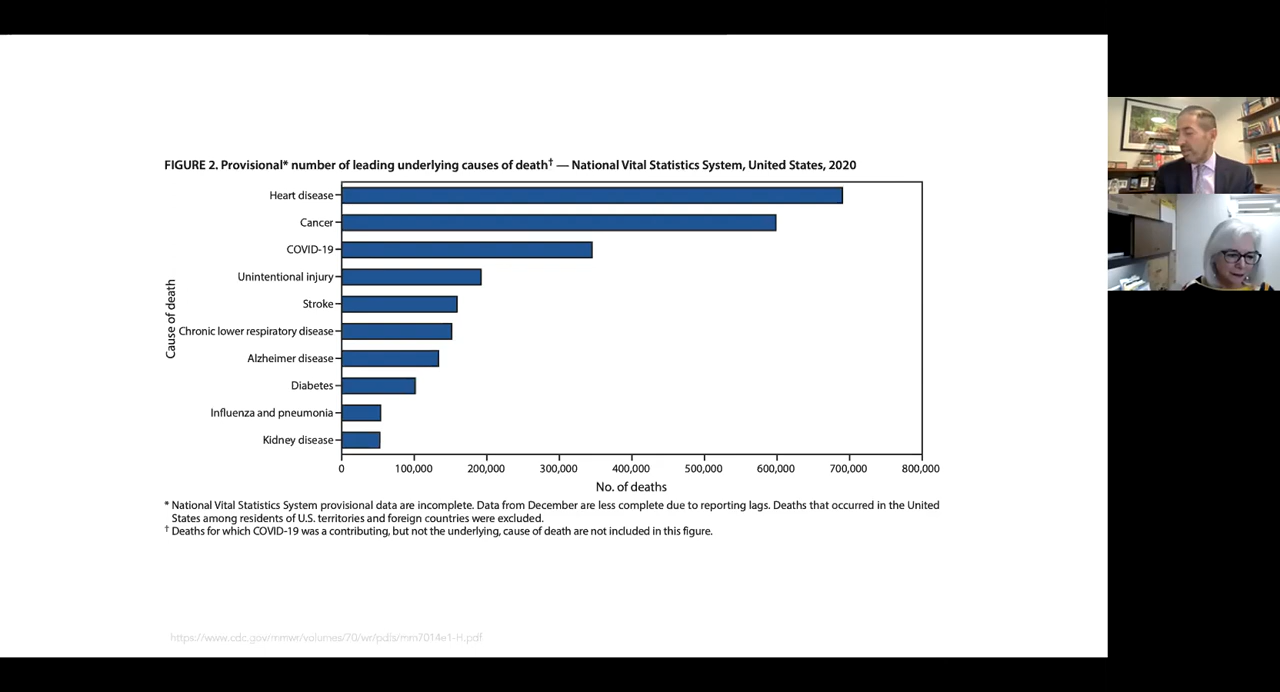 FIGURE 2. Provisional* number of leading underlying causes of death† — National Vital Statistics System, United States, 2020
Cause of death
Heart disease
Cancer
COVID-19
Unintentional injury
Stroke
Chronic lower respiratory disease
Alzheimer disease
Diabetes
Influenza and pneumonia
Kidney disease
0 100,000 200,000 300,000 400,000 500,000 600,000 700,000 800,000
No. of deaths
* National Vital Statistics System provisional data are incomplete. Data from December are less complete due to reporting lags. Deaths that occurred in the United
States among residents of U.S. territories and foreign countries were excluded.
† Deaths for which COVID-19 was a contributing, but not the underlying, cause of death are not included in this figure.
https://www.cdc.gov/mmwr/volumes/70/wr/pdfs/mm7014e1-H.pdf